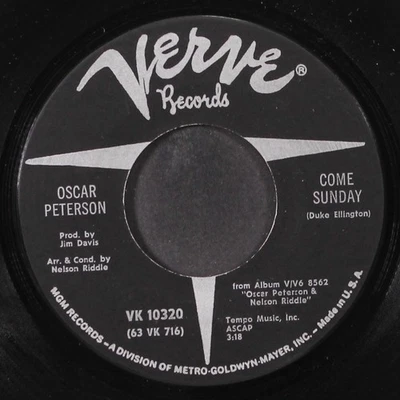 Verve®
Records
OSCAR
PETERSON
Prod. by
Jim Davis
Arr. & Cond. by
Nelson Riddle
COME
SUNDAY
(Duke Ellington)
VK 10320
(63 VK 716)
from Album V/V6 8562
"Oscar Peterson &
Nelson Riddle"
Tempo Music, Inc.
ASCAP
3:18
MGM RECORDS - A DIVISION OF METRO-GOLDWYN-MAYER, INC. - Made in U.S.A.